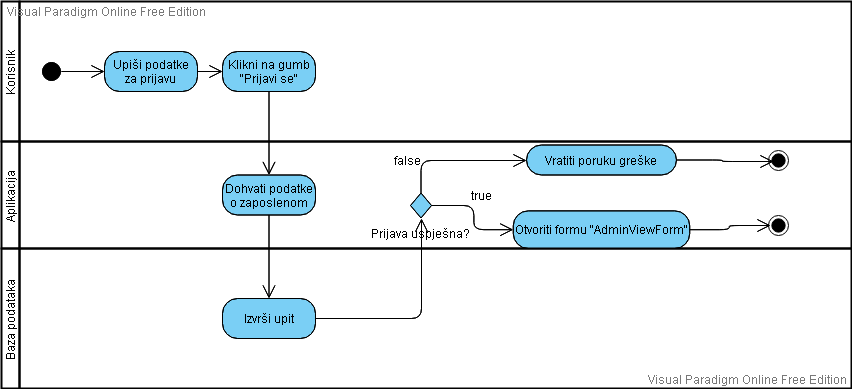 Visual Paradigm Online Free Edition
Korisnik
Upiši podatke
za prijavu
Klikni na gumb
"Prijavi se"
Aplikacija
Dohvati podatke
o zaposlenom
false
Vratiti poruku greške
true
Prijava uspješna?
Otvoriti formu "AdminViewForm"
Baza podataka
Izvrši upit
Visual Paradigm Online Free Edition